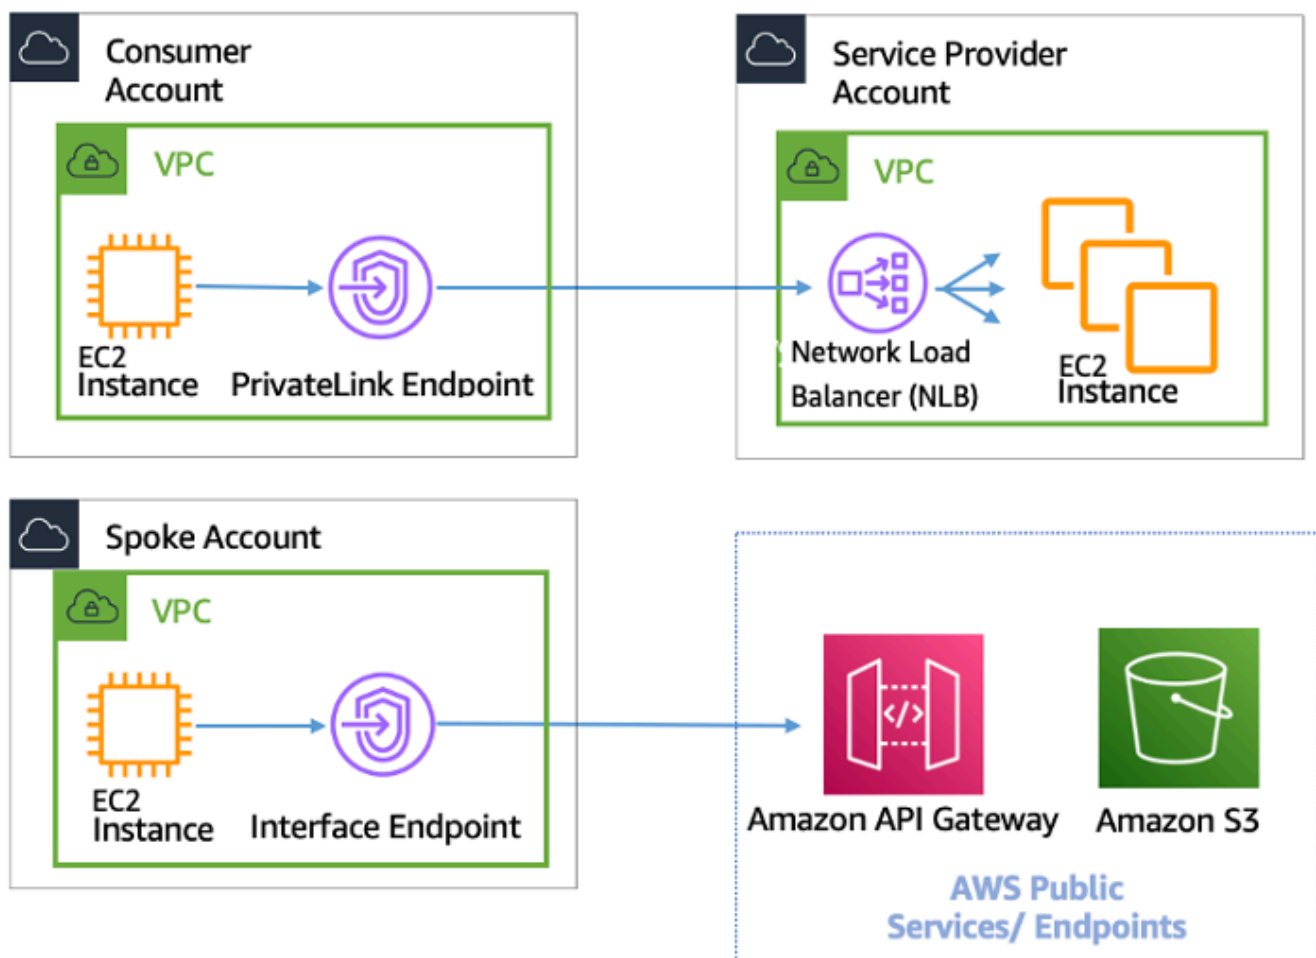 Consumer
Account
VPC
EC2
Instance
PrivateLink Endpoint
Service Provider
Account
VPC
Network Load
Balancer (NLB)
EC2
Instance
Spoke Account
VPC
EC2
Instance
Interface Endpoint
</>
Amazon API Gateway
Amazon S3
AWS Public
Services/ Endpoints